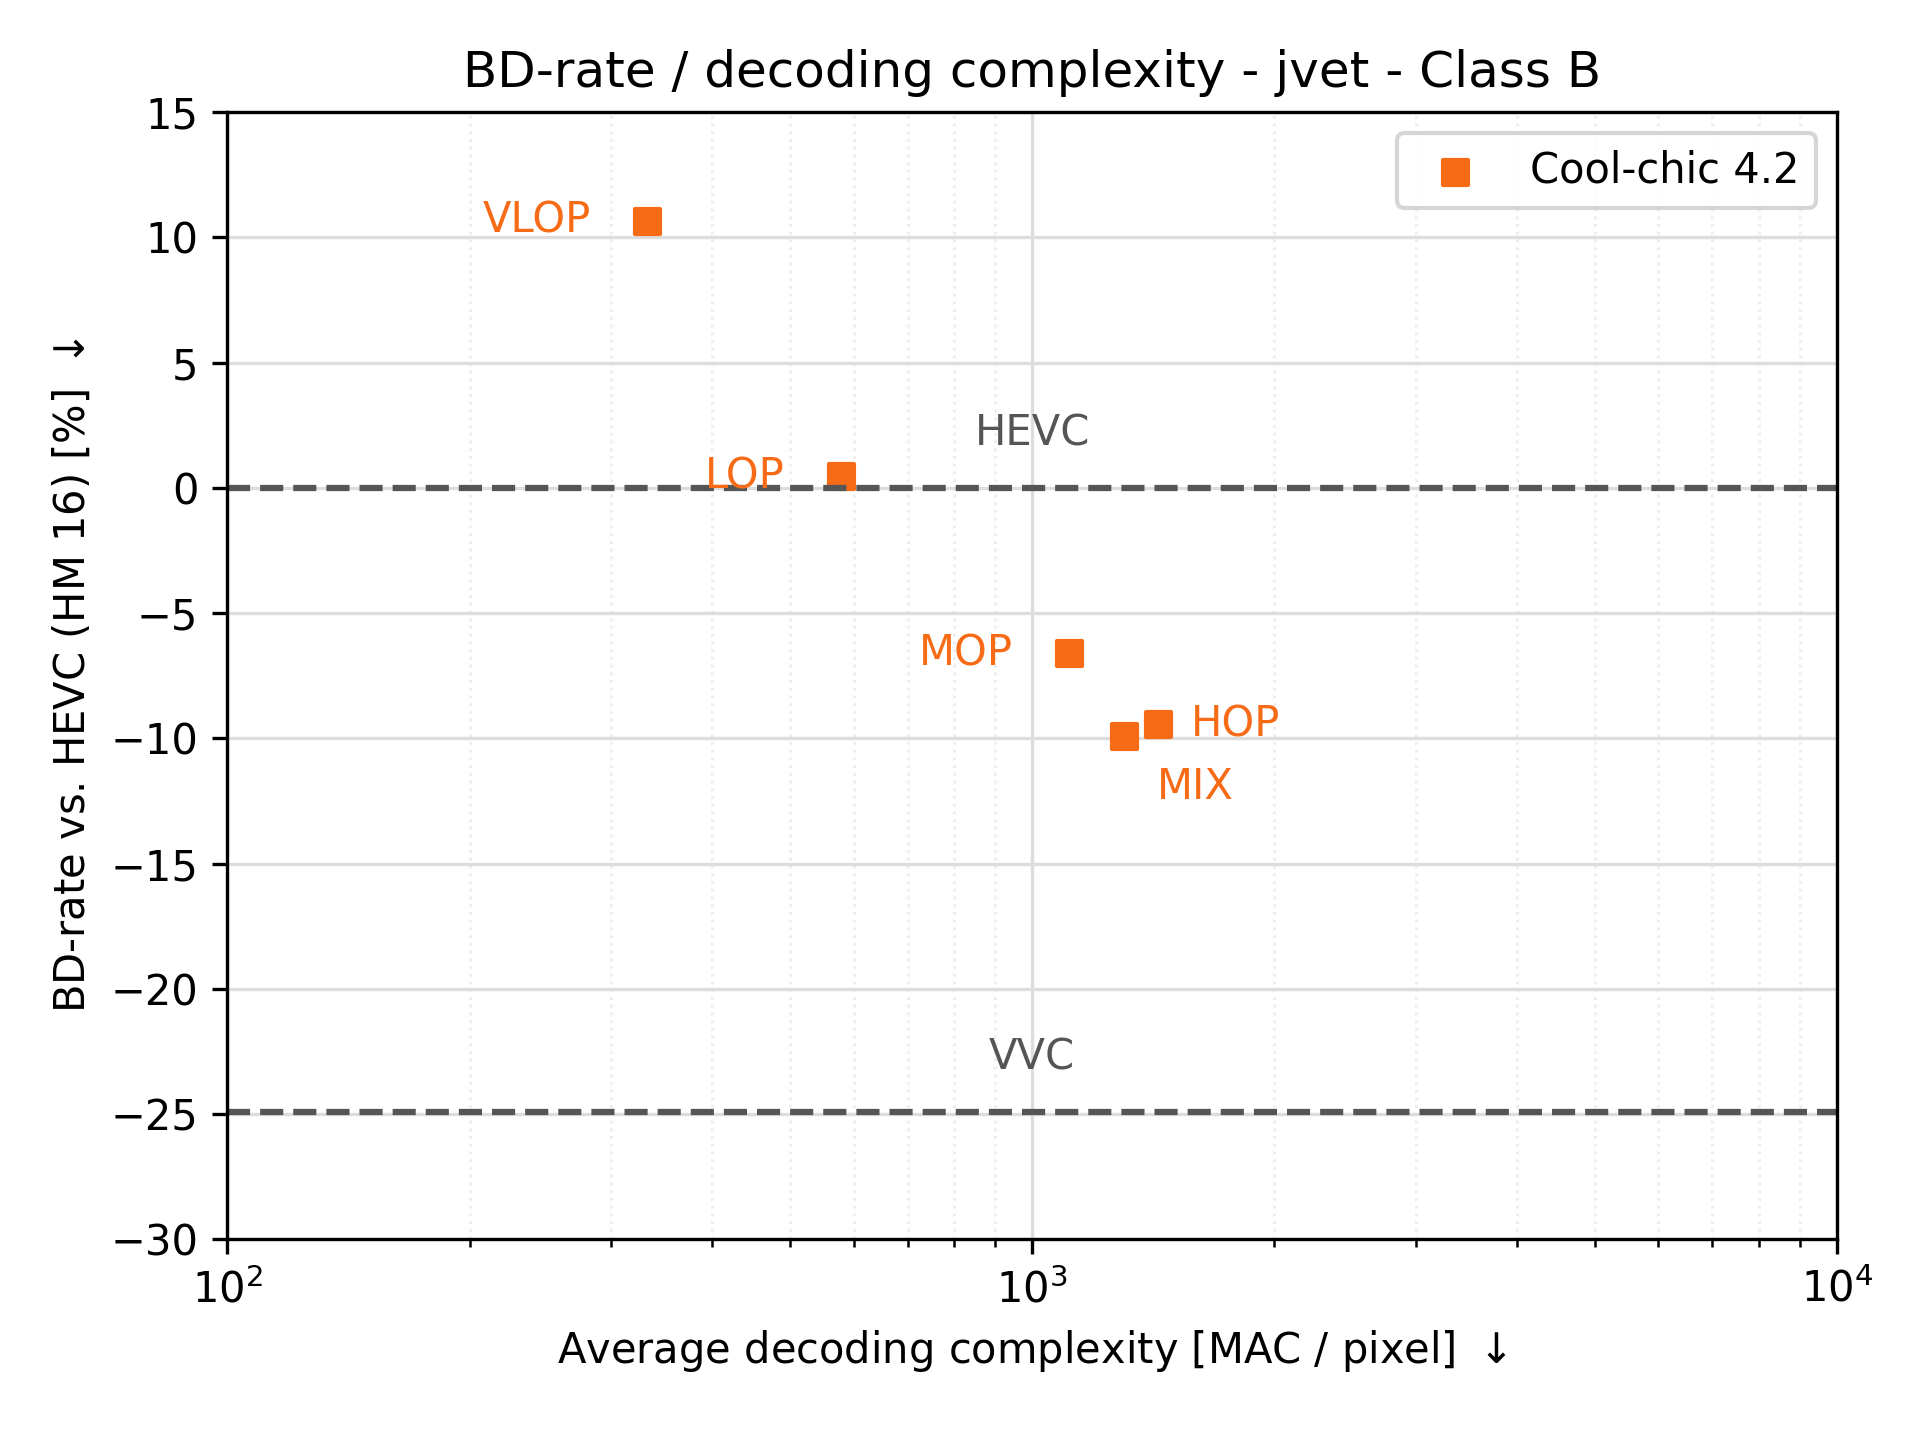 BD-rate / decoding complexity - jvet - Class B
Cool-chic 4.2
BD-rate vs. HEVC (HM 16) [%] ↓
15
10
5
0
−5
−10
−15
−20
−25
−30
VLOP
HEVC
LOP
MOP
HOP
MIX
VVC
10²
10³
10⁴
Average decoding complexity [MAC / pixel] ↓